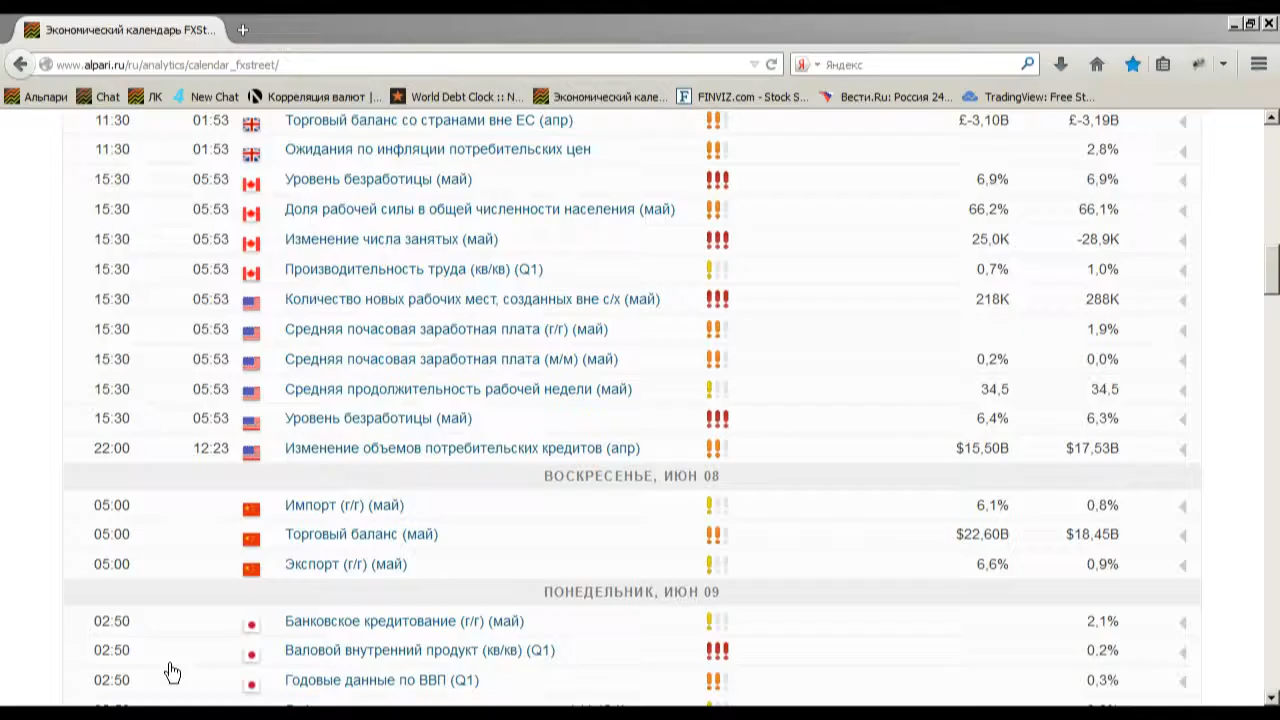 Экономический календарь FXSt...
www.alpari.ru/ru/analytics/calendar_fxstreet/
Яндекс
Альпари Chat ЛК New Chat Корреляция валют |... World Debt Clock :: N... Экономический кале... FINVIZ.com - Stock S... Вести.Ru: Россия 24... TradingView: Free St...
11:30 01:53 Торговый баланс со странами вне ЕС (апр) £-3,10B £-3,19B
11:30 01:53 Ожидания по инфляции потребительских цен 2,8%
15:30 05:53 Уровень безработицы (май) 6,9% 6,9%
15:30 05:53 Доля рабочей силы в общей численности населения (май) 66,2% 66,1%
15:30 05:53 Изменение числа занятых (май) 25,0K -28,9K
15:30 05:53 Производительность труда (кв/кв) (Q1) 0,7% 1,0%
15:30 05:53 Количество новых рабочих мест, созданных вне с/х (май) 218K 288K
15:30 05:53 Средняя почасовая заработная плата (г/г) (май) 1,9%
15:30 05:53 Средняя почасовая заработная плата (м/м) (май) 0,2% 0,0%
15:30 05:53 Средняя продолжительность рабочей недели (май) 34,5 34,5
15:30 05:53 Уровень безработицы (май) 6,4% 6,3%
22:00 12:23 Изменение объемов потребительских кредитов (апр) $15,50B $17,53B
ВОСКРЕСЕНЬЕ, ИЮН 08
05:00 Импорт (г/г) (май) 6,1% 0,8%
05:00 Торговый баланс (май) $22,60B $18,45B
05:00 Экспорт (г/г) (май) 6,6% 0,9%
ПОНЕДЕЛЬНИК, ИЮН 09
02:50 Банковское кредитование (г/г) (май) 2,1%
02:50 Валовой внутренний продукт (кв/кв) (Q1) 0,2%
02:50 Годовые данные по ВВП (Q1) 0,3%